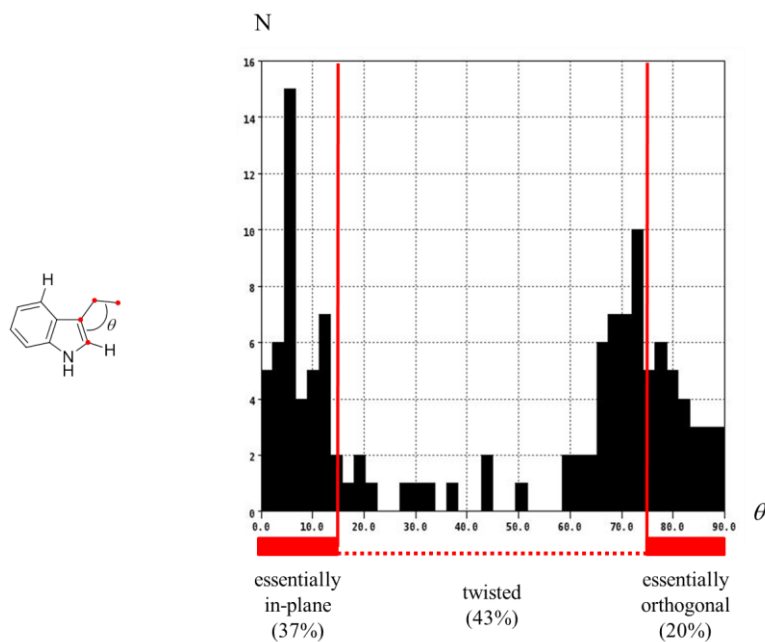 N
16
14
12
10
8
6
4
2
0
0.0 10.0 20.0 30.0 40.0 50.0 60.0 70.0 80.0 90.0
θ
H
θ
H
N
H
essentially
in-plane
(37%)
twisted
(43%)
essentially
orthogonal
(20%)